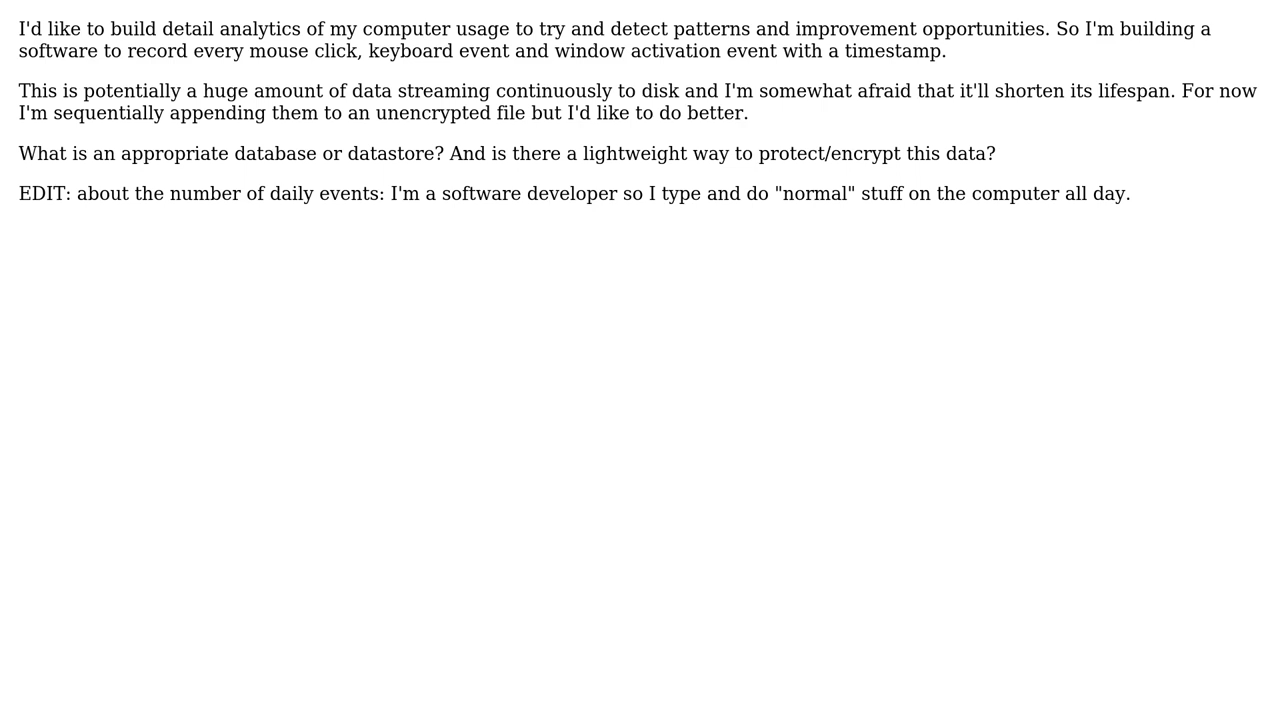 I'd like to build detail analytics of my computer usage to try and detect patterns and improvement opportunities. So I'm building a
software to record every mouse click, keyboard event and window activation event with a timestamp.
This is potentially a huge amount of data streaming continuously to disk and I'm somewhat afraid that it'll shorten its lifespan. For now
I'm sequentially appending them to an unencrypted file but I'd like to do better.
What is an appropriate database or datastore? And is there a lightweight way to protect/encrypt this data?
EDIT: about the number of daily events: I'm a software developer so I type and do "normal" stuff on the computer all day.